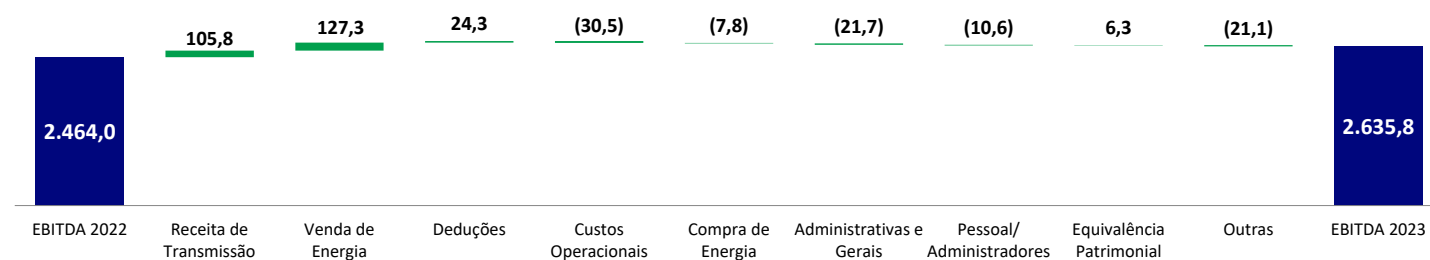 105,8
127,3
24,3
(30,5)
(7,8)
(21,7)
(10,6)
6,3
(21,1)
2.464,0
2.635,8
EBITDA 2022
Receita de
Transmissão
Venda de
Energia
Deduções
Custos
Operacionais
Compra de
Energia
Administrativas e
Gerais
Pessoal/
Administradores
Equivalência
Patrimonial
Outras
EBITDA 2023